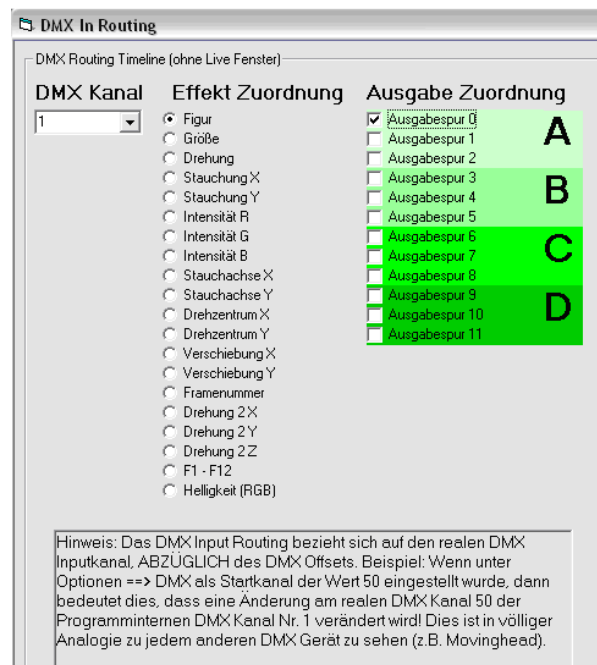 DMX In Routing
DMX Routing Timeline (ohne Live Fenster)
DMX Kanal
1
Effekt Zuordnung
Figur
Größe
Drehung
Stauchung X
Stauchung Y
Intensität R
Intensität G
Intensität B
Stauchachse X
Stauchachse Y
Drehzentrum X
Drehzentrum Y
Verschiebung X
Verschiebung Y
Framenummer
Drehung 2 X
Drehung 2 Y
Drehung 2 Z
F1 - F12
Helligkeit (RGB)
Ausgabe Zuordnung
Ausgabespur 0
Ausgabespur 1
Ausgabespur 2
A
Ausgabespur 3
Ausgabespur 4
Ausgabespur 5
B
Ausgabespur 6
Ausgabespur 7
Ausgabespur 8
C
Ausgabespur 9
Ausgabespur 10
Ausgabespur 11
D
Hinweis: Das DMX Input Routing bezieht sich auf den realen DMX
Inputkanal, ABZÜGLICH des DMX Offsets. Beispiel: Wenn unter
Optionen ==> DMX als Startkanal der Wert 50 eingestellt wurde, dann
bedeutet dies, dass eine Änderung am realen DMX Kanal 50 der
Programminternen DMX Kanal Nr. 1 verändert wird! Dies ist in völliger
Analogie zu jedem anderen DMX Gerät zu sehen (z.B. Movinghead).